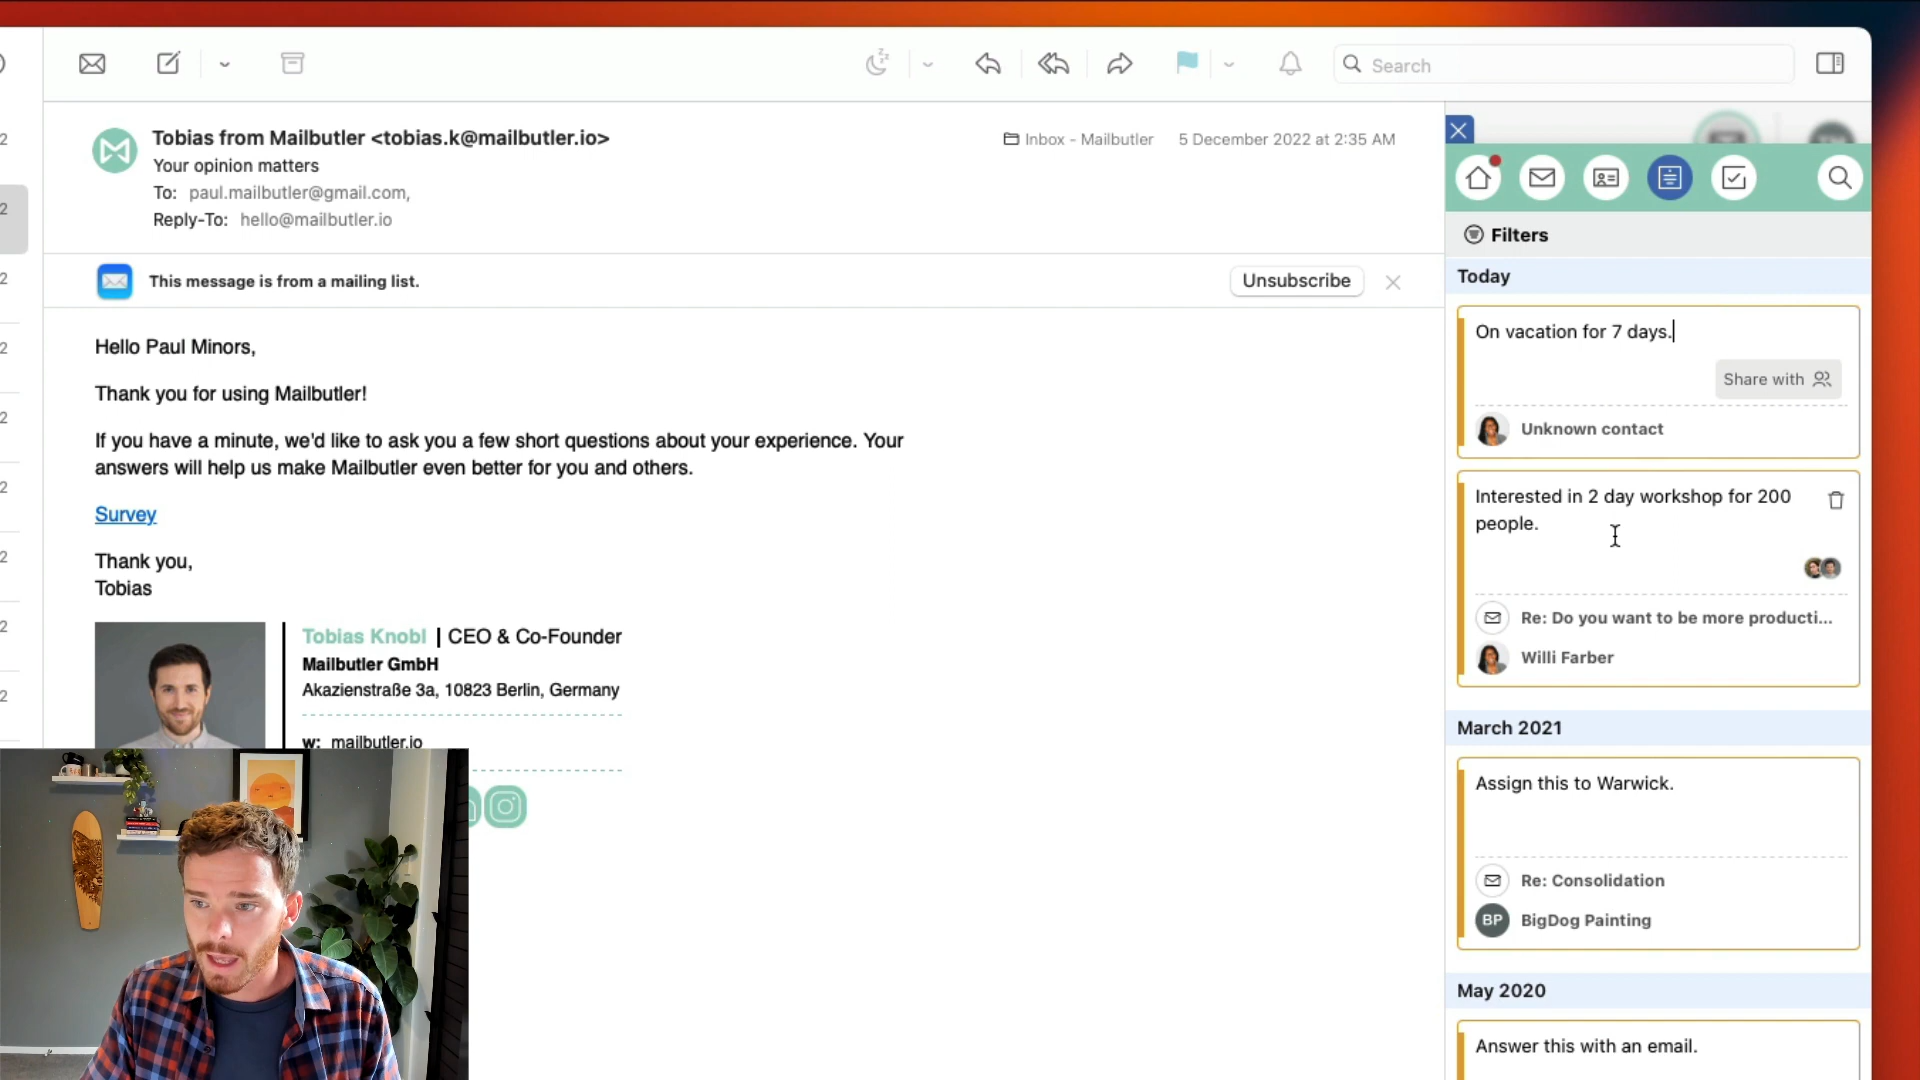 Search
Tobias from Mailbutler <tobias.k@mailbutler.io>
Inbox - Mailbutler
5 December 2022 at 2:35 AM
Your opinion matters
To: paul.mailbutler@gmail.com,
Reply-To: hello@mailbutler.io
This message is from a mailing list.
Unsubscribe
Hello Paul Minors,
Thank you for using Mailbutler!
If you have a minute, we'd like to ask you a few short questions about your experience. Your
answers will help us make Mailbutler even better for you and others.
Survey
Thank you,
Tobias
Tobias Knobl | CEO & Co-Founder
Mailbutler GmbH
Akazienstraße 3a, 10823 Berlin, Germany
w: mailbutler.io
Filters
Today
On vacation for 7 days.
Share with
Unknown contact
Interested in 2 day workshop for 200
people.
Re: Do you want to be more producti...
Willi Farber
March 2021
Assign this to Warwick.
Re: Consolidation
BP BigDog Painting
May 2020
Answer this with an email.